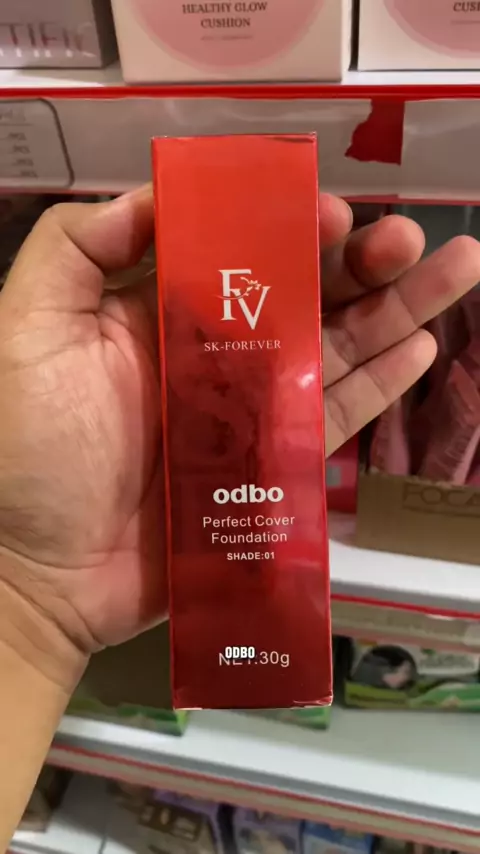 HEALTHY GLOW
CUSHION
FV
SK-FOREVER
odbo
Perfect Cover
Foundation
SHADE:01
ODBO
NET.30g